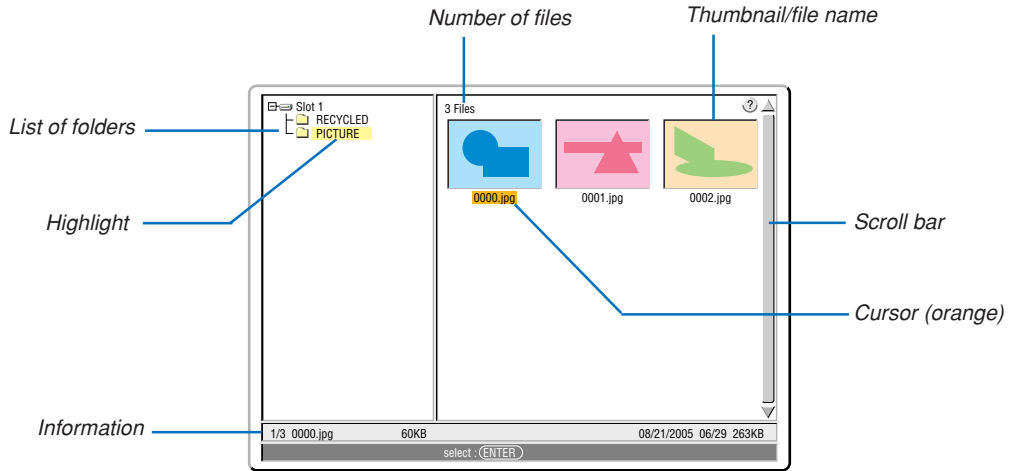 Number of files
Thumbnail/file name
Slot 1
RECYCLED
PICTURE
3 Files
?
List of folders
0000.jpg
0001.jpg
0002.jpg
Highlight
Scroll bar
Cursor (orange)
Information
1/3 0000.jpg 60KB 08/21/2005 06/29 263KB
select : ENTER